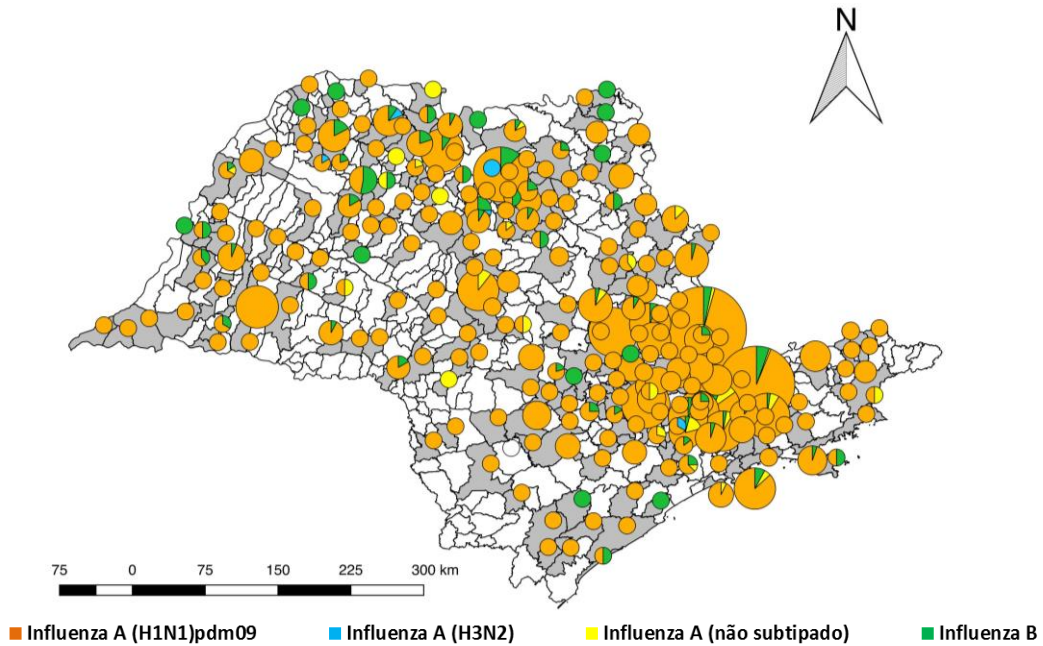 N
75 0 75 150 225 300 km
Influenza A (H1N1)pdm09 Influenza A (H3N2) Influenza A (não subtipado) Influenza B